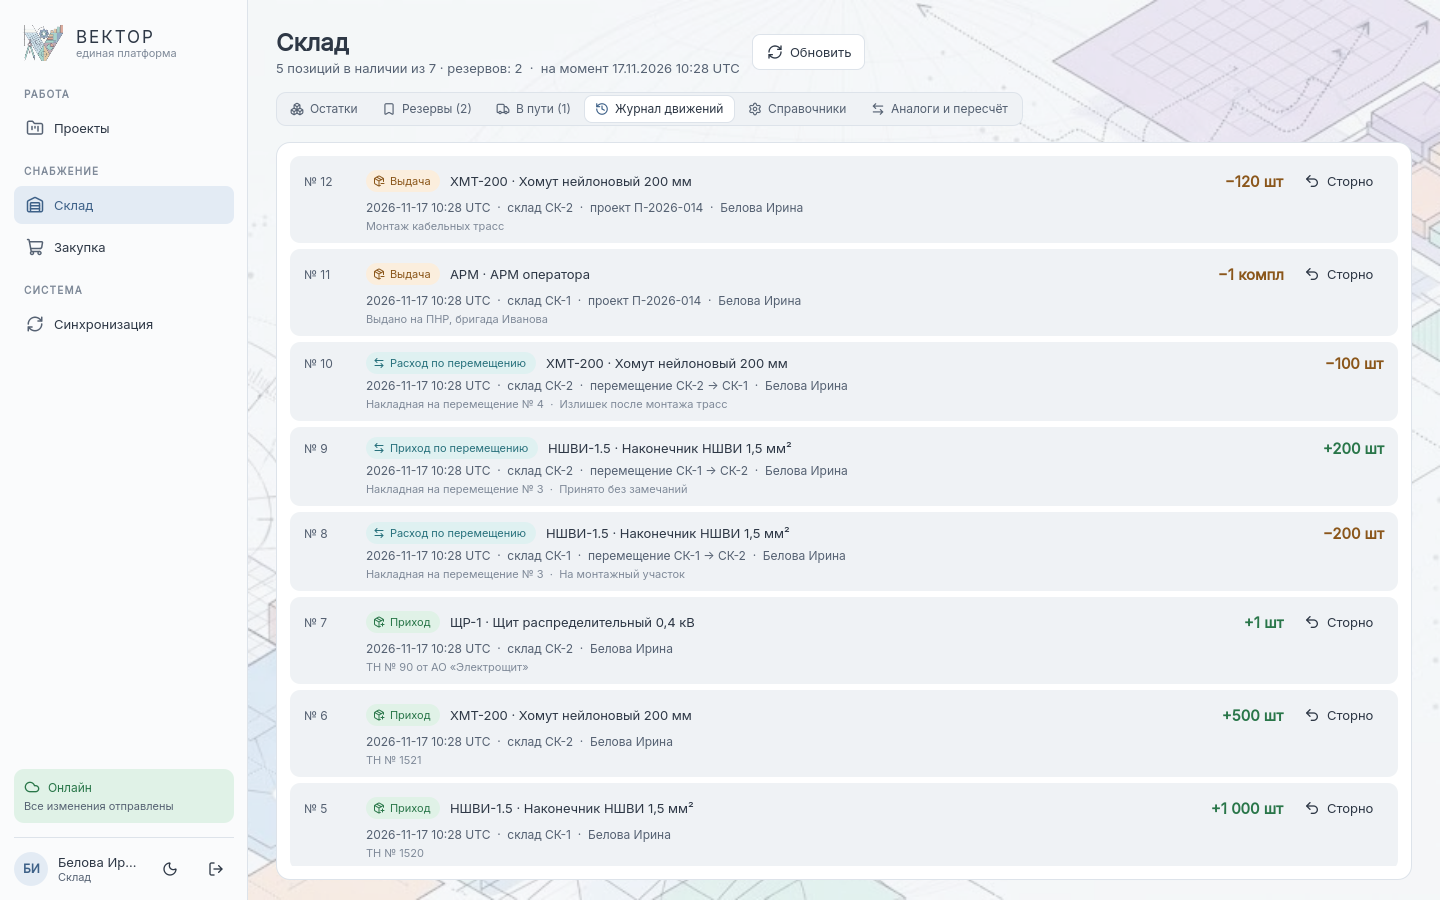 ВЕКТОР
единая платформа
РАБОТА
Проекты
СНАБЖЕНИЕ
Склад
Закупка
СИСТЕМА
Синхронизация
Онлайн
Все изменения отправлены
БИ
Белова Ир...
Склад
Склад
5 позиций в наличии из 7 · резервов: 2 · на момент 17.11.2026 10:28 UTC
Обновить
Остатки
Резервы (2)
В пути (1)
Журнал движений
Справочники
Аналоги и пересчёт
№ 12 Выдача ХМТ-200 · Хомут нейлоновый 200 мм −120 шт Сторно
2026-11-17 10:28 UTC · склад СК-2 · проект П-2026-014 · Белова Ирина
Монтаж кабельных трасс
№ 11 Выдача АРМ · АРМ оператора −1 компл Сторно
2026-11-17 10:28 UTC · склад СК-1 · проект П-2026-014 · Белова Ирина
Выдано на ПНР, бригада Иванова
№ 10 Расход по перемещению ХМТ-200 · Хомут нейлоновый 200 мм −100 шт
2026-11-17 10:28 UTC · склад СК-2 · перемещение СК-2 → СК-1 · Белова Ирина
Накладная на перемещение № 4 · Излишек после монтажа трасс
№ 9 Приход по перемещению НШВИ-1.5 · Наконечник НШВИ 1,5 мм² +200 шт
2026-11-17 10:28 UTC · склад СК-2 · перемещение СК-1 → СК-2 · Белова Ирина
Накладная на перемещение № 3 · Принято без замечаний
№ 8 Расход по перемещению НШВИ-1.5 · Наконечник НШВИ 1,5 мм² −200 шт
2026-11-17 10:28 UTC · склад СК-1 · перемещение СК-1 → СК-2 · Белова Ирина
Накладная на перемещение № 3 · На монтажный участок
№ 7 Приход ЩР-1 · Щит распределительный 0,4 кВ +1 шт Сторно
2026-11-17 10:28 UTC · склад СК-2 · Белова Ирина
ТН № 90 от АО «Электрощит»
№ 6 Приход ХМТ-200 · Хомут нейлоновый 200 мм +500 шт Сторно
2026-11-17 10:28 UTC · склад СК-2 · Белова Ирина
ТН № 1521
№ 5 Приход НШВИ-1.5 · Наконечник НШВИ 1,5 мм² +1 000 шт Сторно
2026-11-17 10:28 UTC · склад СК-1 · Белова Ирина
ТН № 1520